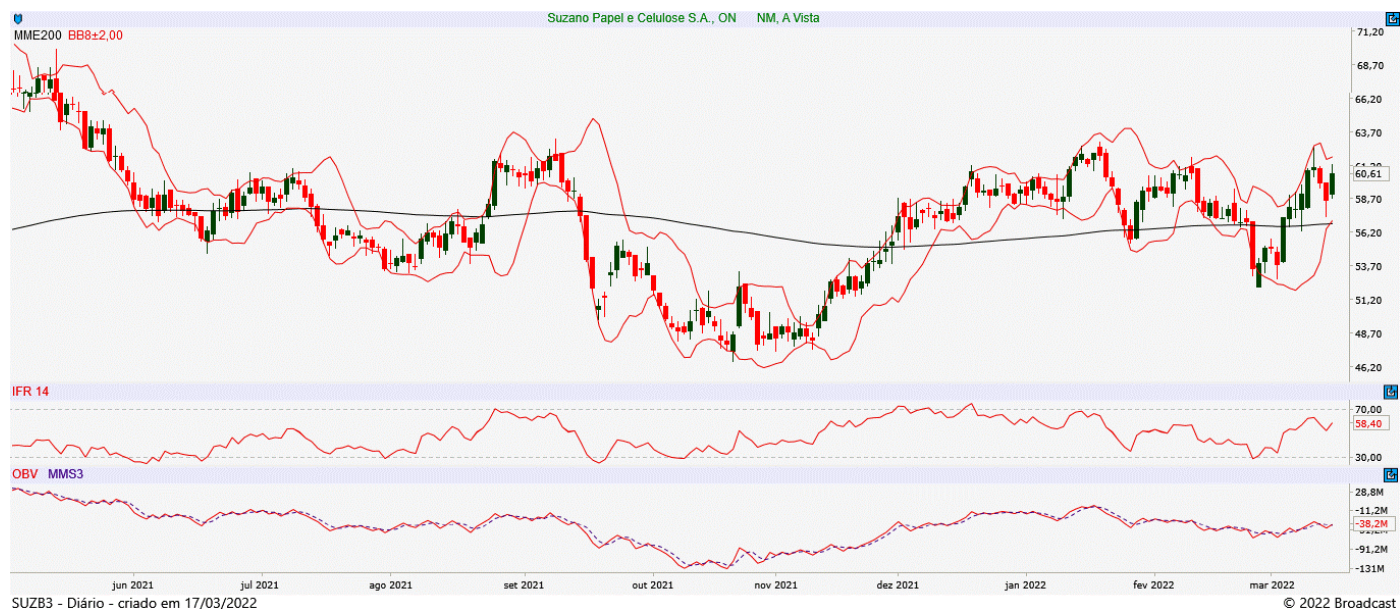 Suzano Papel e Celulose S.A., ON NM, A Vista
MME200 BB8±2,00
71,20
68,70
66,20
63,70
60,61
58,70
56,20
53,70
51,20
48,70
46,20
IFR 14
70,00
58,40
30,00
OBV MMS3
28,8M
-11,2M
-38,2M
-91,2M
-131M
jun 2021 jul 2021 ago 2021 set 2021 out 2021 nov 2021 dez 2021 jan 2022 fev 2022 mar 2022
SUZB3 - Diário - criado em 17/03/2022 © 2022 Broadcast